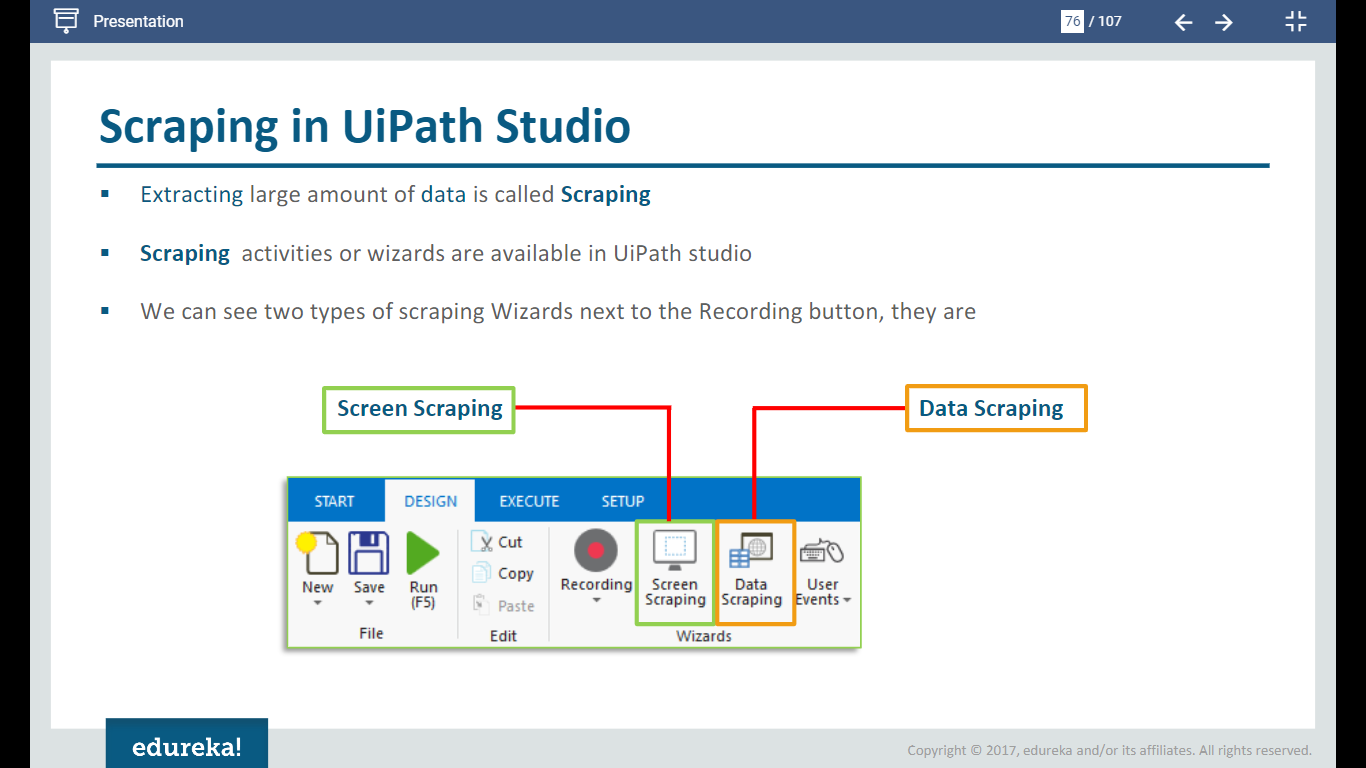 Presentation
76 / 107
Scraping in UiPath Studio
▪ Extracting large amount of data is called Scraping
▪ Scraping activities or wizards are available in UiPath studio
▪ We can see two types of scraping Wizards next to the Recording button, they are
Screen Scraping
Data Scraping
START DESIGN EXECUTE SETUP
New
Save
Run
(F5)
File
Cut
Copy
Paste
Edit
Recording
Screen
Scraping
Data
Scraping
User
Events
Wizards
edureka!
Copyright © 2017, edureka and/or its affiliates. All rights reserved.